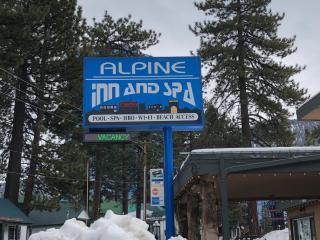 ALPINE
INN AND SPA
POOL - SPA - HBO - WI-FI - BEACH ACCESS
VACANCY